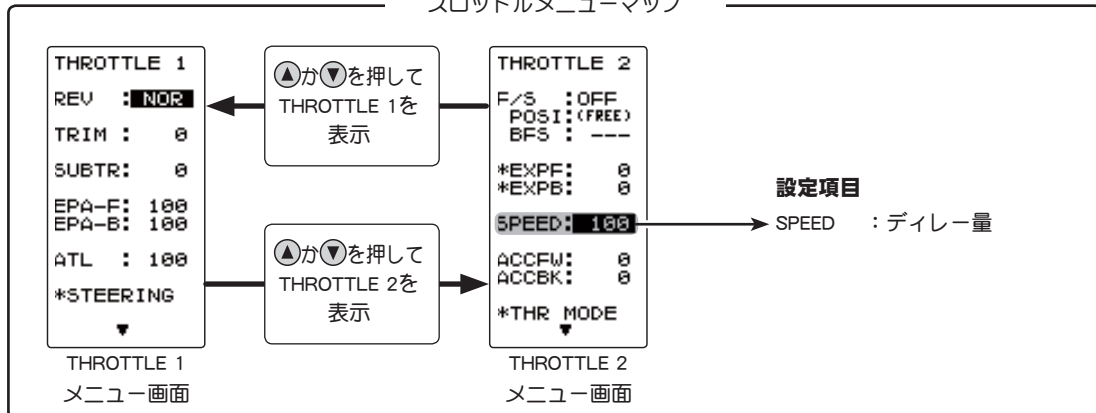 スロットルメニューマップ
THROTTLE 1
REV : NOR
TRIM : 0
SUBTR: 0
EPA-F: 100
EPA-B: 100
ATL : 100
*STEERING
▼
THROTTLE 1
メニュー画面
▲か▼を押して
THROTTLE 1を
表示
▲か▼を押して
THROTTLE 2を
表示
THROTTLE 2
F/S :OFF
POSI:(FREE)
BFS : ---
*EXPF: 0
*EXPB: 0
SPEED: 100
ACCFW: 0
ACCBK: 0
*THR MODE
▼
THROTTLE 2
メニュー画面
設定項目
SPEED :ディレー量